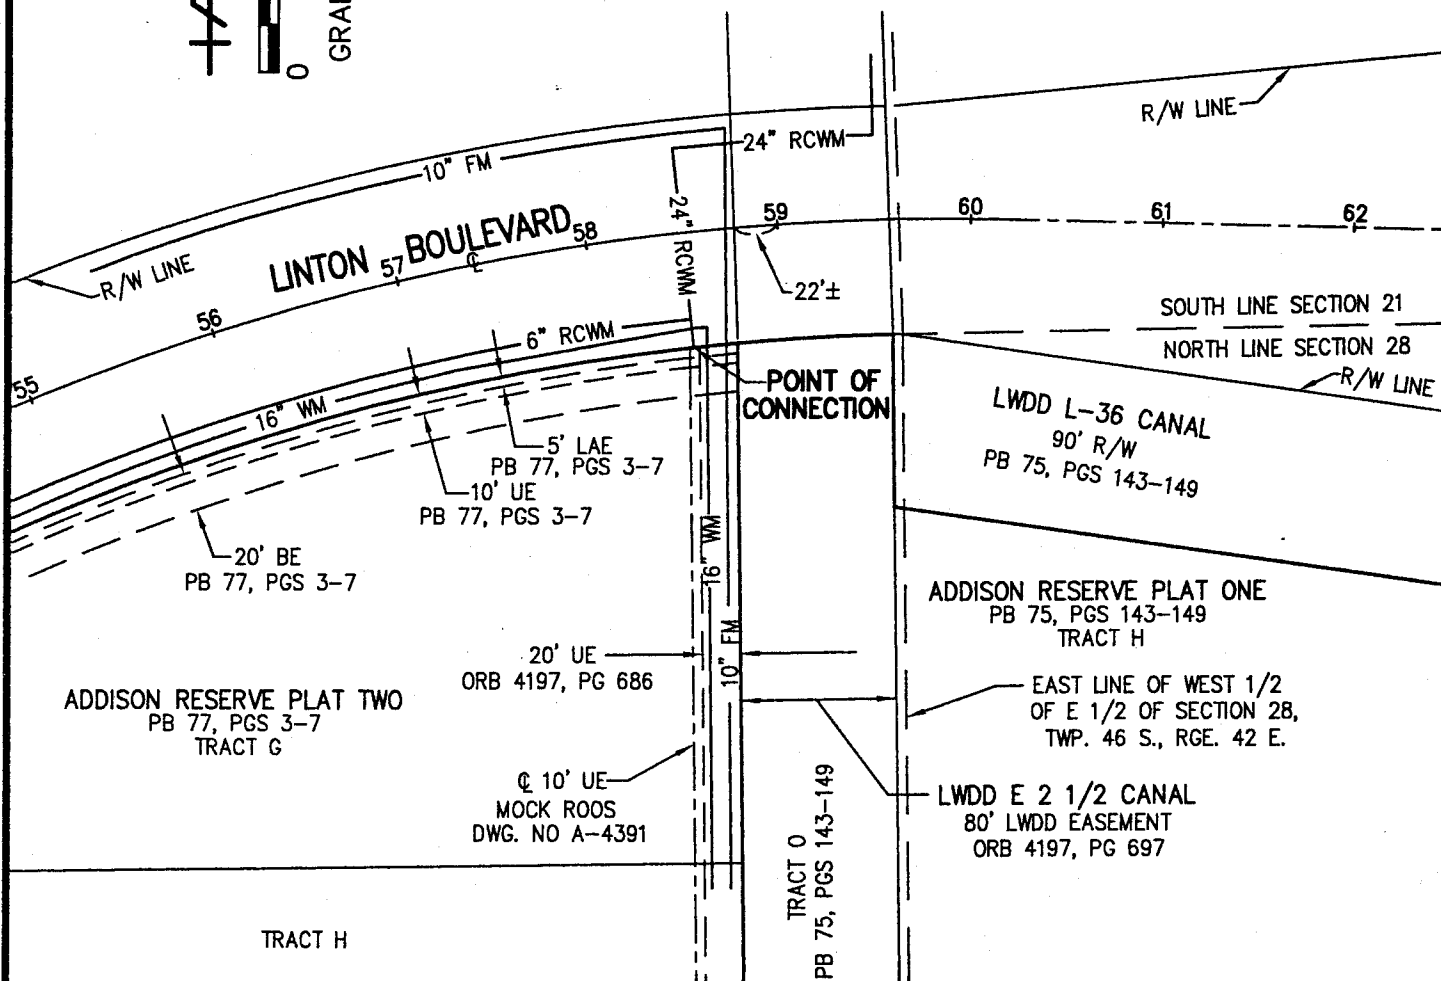 0
R/W LINE
24" RCWM
10" FM
24" RCWM
LINTON BOULEVARD
R/W LINE
55
56
57
℄
58
59
60
61
62
22'±
SOUTH LINE SECTION 21
NORTH LINE SECTION 28
R/W LINE
6" RCWM
16" WM
POINT OF
CONNECTION
LWDD L-36 CANAL
90' R/W
PB 75, PGS 143-149
5' LAE
PB 77, PGS 3-7
10' UE
PB 77, PGS 3-7
20' BE
PB 77, PGS 3-7
16" WM
10" FM
ADDISON RESERVE PLAT ONE
PB 75, PGS 143-149
TRACT H
20' UE
ORB 4197, PG 686
ADDISON RESERVE PLAT TWO
PB 77, PGS 3-7
TRACT G
EAST LINE OF WEST 1/2
OF E 1/2 OF SECTION 28,
TWP. 46 S., RGE. 42 E.
℄ 10' UE
MOCK ROOS
DWG. NO A-4391
LWDD E 2 1/2 CANAL
80' LWDD EASEMENT
ORB 4197, PG 697
TRACT O
PB 75, PGS 143-149
TRACT H